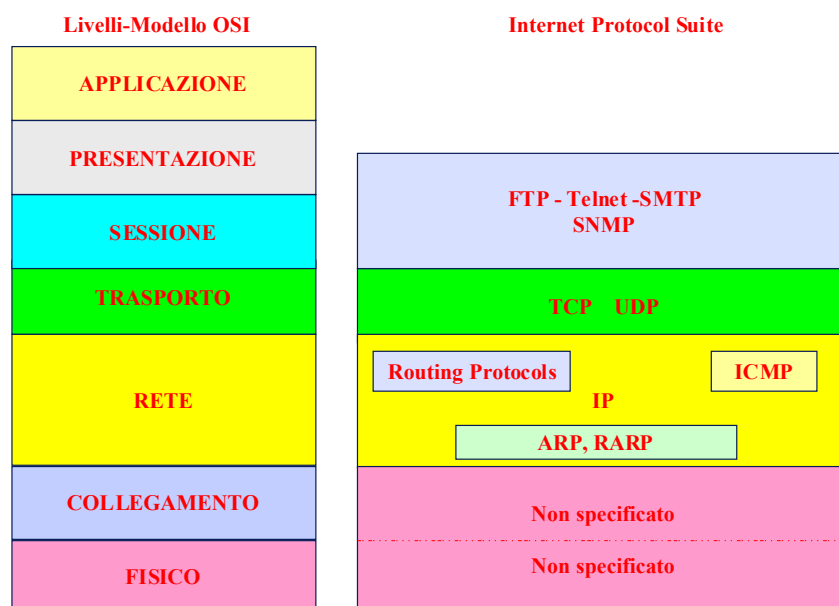 Livelli-Modello OSI
APPLICAZIONE
PRESENTAZIONE
SESSIONE
TRASPORTO
RETE
COLLEGAMENTO
FISICO
Internet Protocol Suite
FTP - Telnet -SMTP
SNMP
TCP UDP
Routing Protocols
ICMP
IP
ARP, RARP
Non specificato
Non specificato